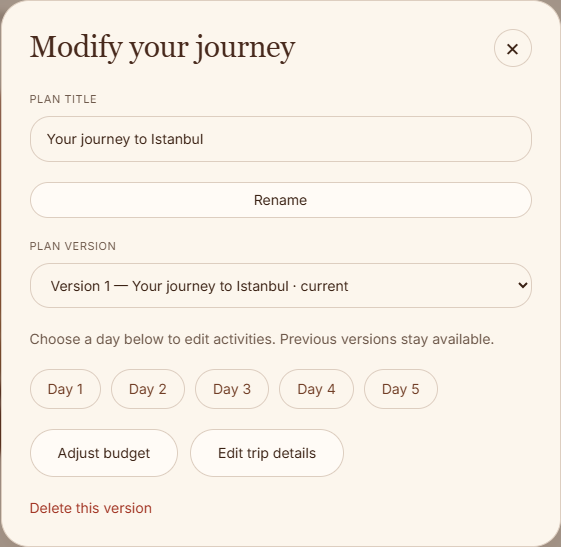 Modify your journey
PLAN TITLE
Your journey to Istanbul
Rename
PLAN VERSION
Version 1 — Your journey to Istanbul · current
Choose a day below to edit activities. Previous versions stay available.
Day 1 Day 2 Day 3 Day 4 Day 5
Adjust budget Edit trip details
Delete this version